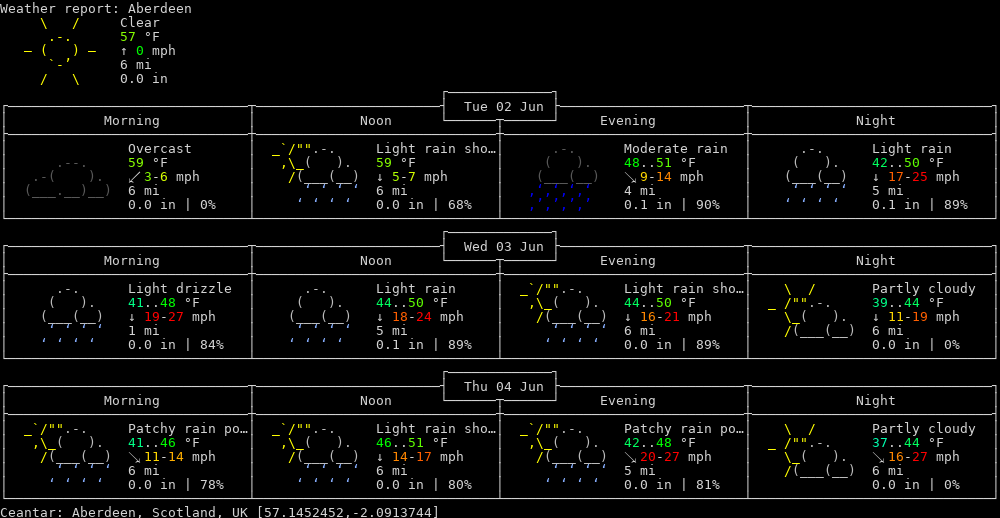 Weather report: Aberdeen
Clear
57 °F
↑ 0 mph
6 mi
0.0 in
Tue 02 Jun
Morning Noon Evening Night
Overcast Light rain sho… Moderate rain Light rain
59 °F 59 °F 48..51 °F 42..50 °F
↙ 3-6 mph ↓ 5-7 mph ↘ 9-14 mph ↓ 17-25 mph
6 mi 6 mi 4 mi 5 mi
0.0 in | 0% 0.0 in | 68% 0.1 in | 90% 0.1 in | 89%
Wed 03 Jun
Morning Noon Evening Night
Light drizzle Light rain Light rain sho… Partly cloudy
41..48 °F 44..50 °F 44..50 °F 39..44 °F
↓ 19-27 mph ↓ 18-24 mph ↓ 16-21 mph ↓ 11-19 mph
1 mi 5 mi 6 mi 6 mi
0.0 in | 84% 0.1 in | 89% 0.0 in | 89% 0.0 in | 0%
Thu 04 Jun
Morning Noon Evening Night
Patchy rain po… Light rain sho… Patchy rain po… Partly cloudy
41..46 °F 46..51 °F 42..48 °F 37..44 °F
↘ 11-14 mph ↓ 14-17 mph ↘ 20-27 mph ↘ 16-27 mph
6 mi 6 mi 5 mi 6 mi
0.0 in | 78% 0.0 in | 80% 0.0 in | 81% 0.0 in | 0%
Ceantar: Aberdeen, Scotland, UK [57.1452452,-2.0913744]